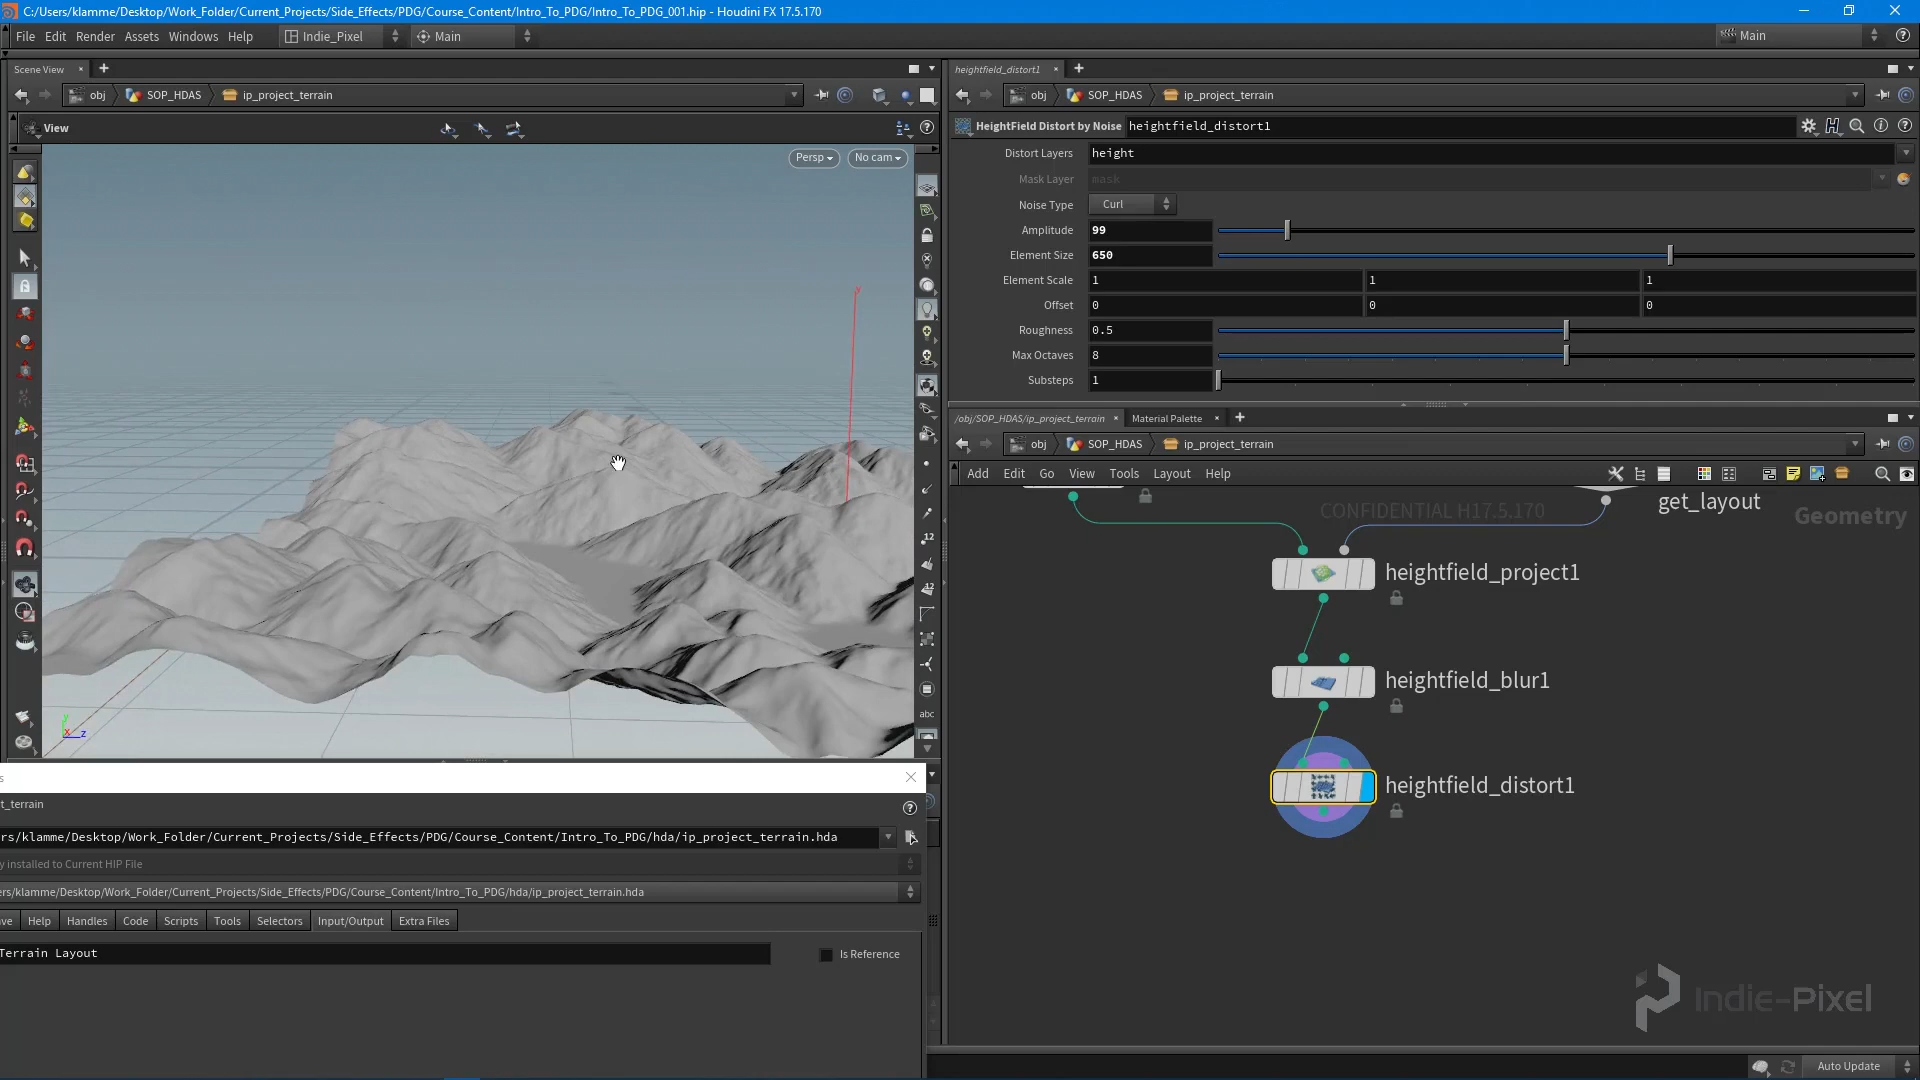 C:/Users/klamme/Desktop/Work_Folder/Current_Projects/Side_Effects/PDG/Course_Content/Intro_To_PDG/Intro_To_PDG_001.hip - Houdini FX 17.5.170
File Edit Render Assets Windows Help Indie_Pixel Main Main
Scene View
obj SOP_HDAS ip_project_terrain
View
Persp No cam
y
y
x z
12
12
abc
heightfield_distort1
obj SOP_HDAS ip_project_terrain
HeightField Distort by Noise heightfield_distort1
Distort Layers height
Mask Layer mask
Noise Type Curl
Amplitude 99
Element Size 650
Element Scale 1 1 1
Offset 0 0 0
Roughness 0.5
Max Octaves 8
Substeps 1
/obj/SOP_HDAS/ip_project_terrain Material Palette
obj SOP_HDAS ip_project_terrain
Add Edit Go View Tools Layout Help
CONFIDENTIAL H17.5.170
get_layout
Geometry
heightfield_project1
heightfield_blur1
heightfield_distort1
s
t_terrain
rs/klamme/Desktop/Work_Folder/Current_Projects/Side_Effects/PDG/Course_Content/Intro_To_PDG/hda/ip_project_terrain.hda
y installed to Current HIP File
ers/klamme/Desktop/Work_Folder/Current_Projects/Side_Effects/PDG/Course_Content/Intro_To_PDG/hda/ip_project_terrain.hda
ve Help Handles Code Scripts Tools Selectors Input/Output Extra Files
Terrain Layout Is Reference
Indie-Pixel
Auto Update